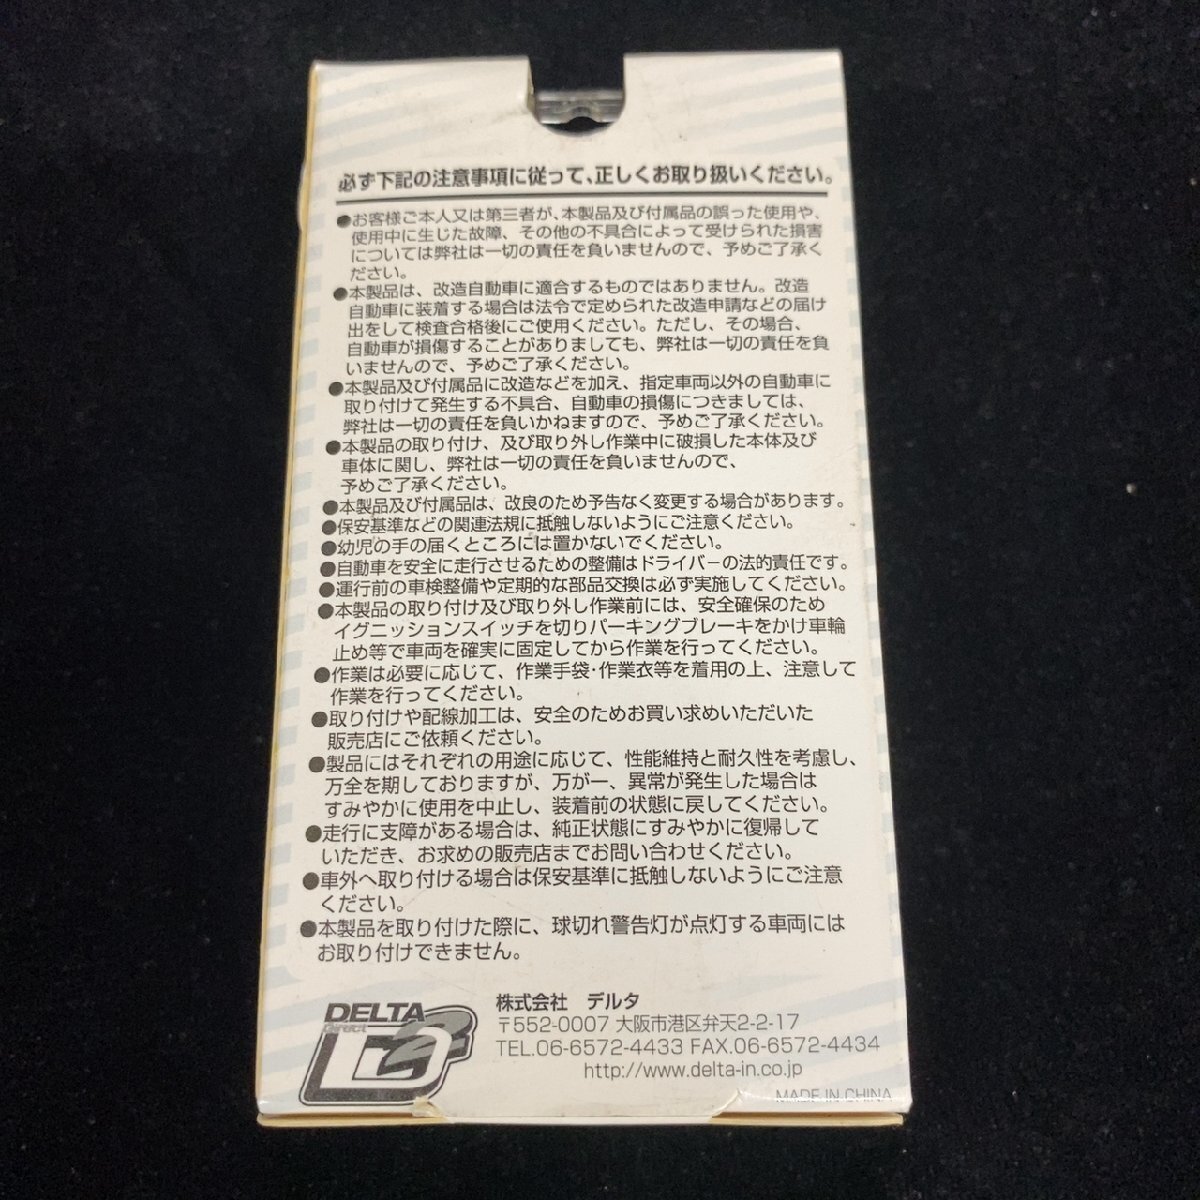 必ず下記の注意事項に従って、正しくお取り扱いください。
●お客様ご本人又は第三者が、本製品及び付属品の誤った使用や、
使用中に生じた故障、その他の不具合によって受けられた損害
については弊社は一切の責任を負いませんので、予めご了承く
ださい。
●本製品は、改造自動車に適合するものではありません。改造
自動車に装着する場合は法令で定められた改造申請などの届け
出をして検査合格後にご使用ください。ただし、その場合、
自動車が損傷することがありましても、弊社は一切の責任を負
いませんので、予めご了承ください。
●本製品及び付属品に改造などを加え、指定車両以外の自動車に
取り付けて発生する不具合、自動車の損傷につきましては、
弊社は一切の責任を負いかねますので、予めご了承ください。
●本製品の取り付け、及び取り外し作業中に破損した本体及び
車体に関し、弊社は一切の責任を負いませんので、
予めご了承ください。
●本製品及び付属品は、改良のため予告なく変更する場合があります。
●保安基準などの関連法規に抵触しないようにご注意ください。
●幼児の手の届くところには置かないでください。
●自動車を安全に走行させるための整備はドライバーの法的責任です。
●運行前の車検整備や定期的な部品交換は必ず実施してください。
●本製品の取り付け及び取り外し作業前には、安全確保のため
イグニッションスイッチを切りパーキングブレーキをかけ車輪
止め等で車両を確実に固定してから作業を行ってください。
●作業は必要に応じて、作業手袋・作業衣等を着用の上、注意して
作業を行ってください。
●取り付けや配線加工は、安全のためお買い求めいただいた
販売店にご依頼ください。
●製品にはそれぞれの用途に応じて、性能維持と耐久性を考慮し、
万全を期しておりますが、万が一、異常が発生した場合は
すみやかに使用を中止し、装着前の状態に戻してください。
●走行に支障がある場合は、純正状態にすみやかに復帰して
いただき、お求めの販売店までお問い合わせください。
●車外へ取り付ける場合は保安基準に抵触しないようにご注意
ください。
●本製品を取り付けた際に、球切れ警告灯が点灯する車両には
お取り付けできません。
DELTA
Direct
D2
株式会社 デルタ
〒552-0007 大阪市港区弁天2-2-17
TEL.06-6572-4433 FAX.06-6572-4434
http://www.delta-in.co.jp
MADE IN CHINA